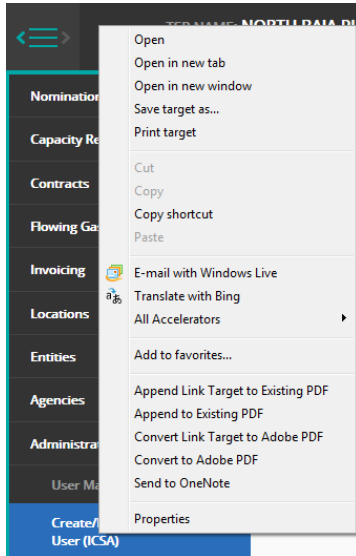 TSP NAME: NORTH BAJA
Open
Open in new tab
Open in new window
Nomination
Save target as...
Capacity Re
Print target
Cut
Contracts
Copy
Copy shortcut
Flowing Ga
Paste
Invoicing
E-mail with Windows Live
Translate with Bing
Locations
All Accelerators
Entities
Add to favorites...
Agencies
Append Link Target to Existing PDF
Append to Existing PDF
Administra
Convert Link Target to Adobe PDF
Convert to Adobe PDF
User Ma
Send to OneNote
Create/
Properties
User (ICSA)